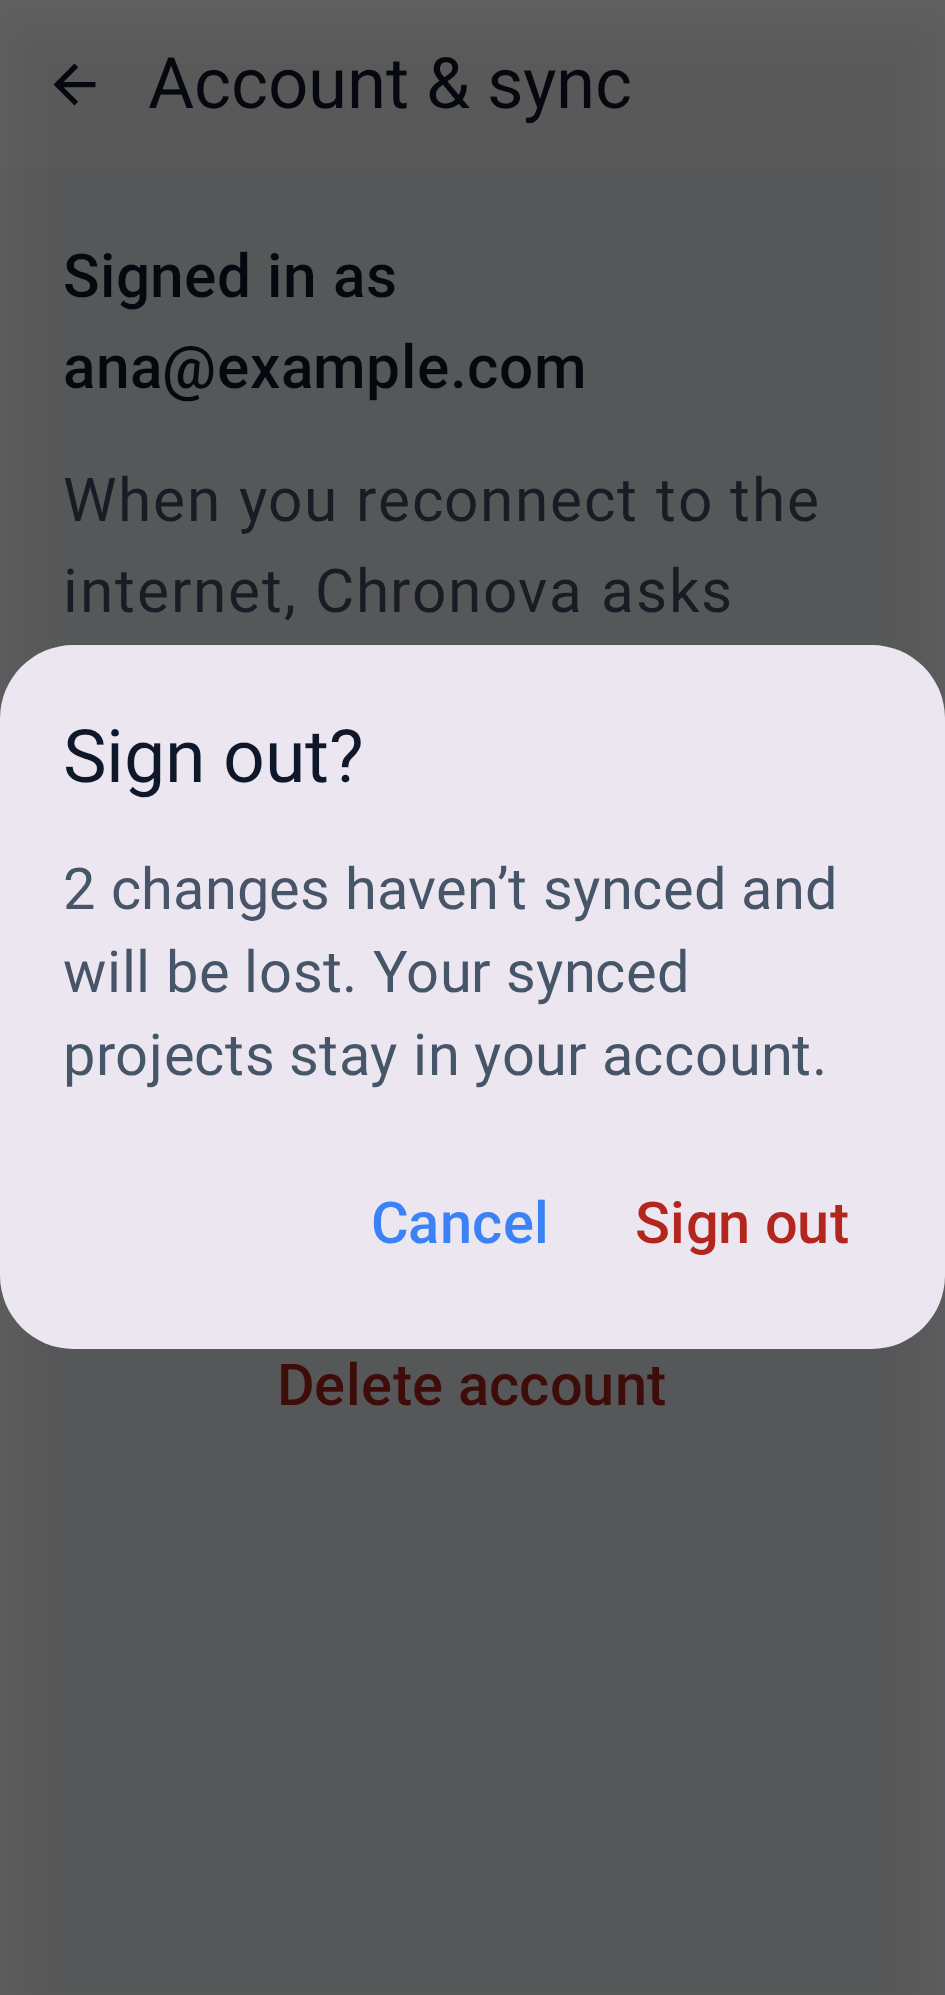 Account & sync
Signed in as
ana@example.com
When you reconnect to the
internet, Chronova asks
Sign out?
2 changes haven’t synced and
will be lost. Your synced
projects stay in your account.
Cancel Sign out
Delete account